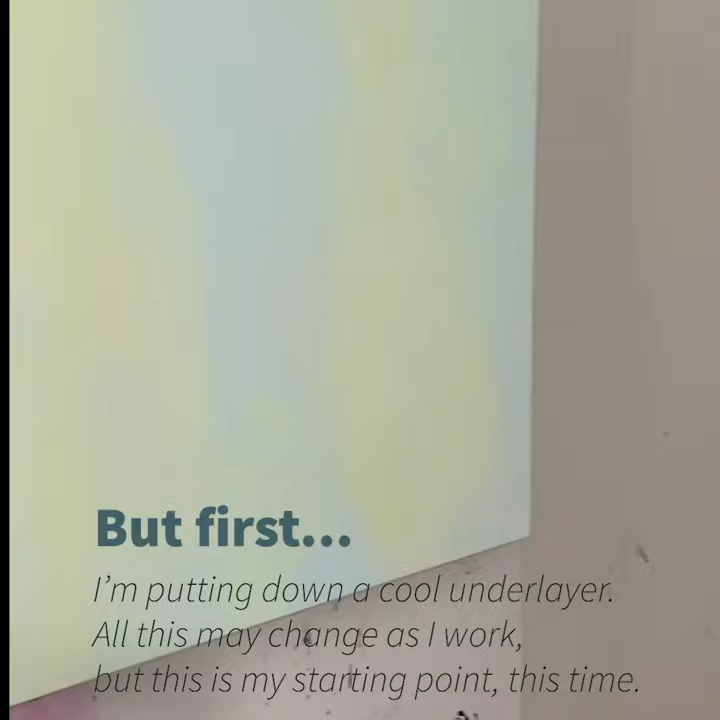 But first...
I'm putting down a cool underlayer.
All this may change as I work,
but this is my starting point, this time.